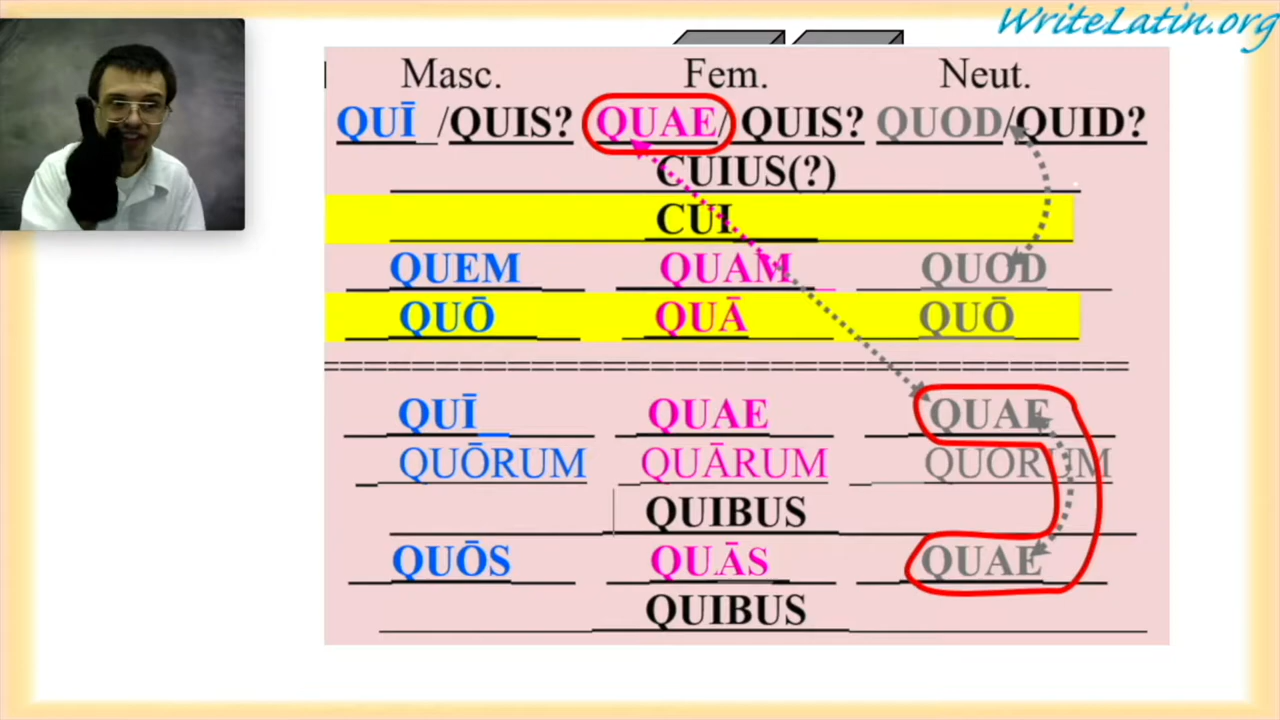 WriteLatin.org
Masc. Fem. Neut.
QUĪ /QUIS? QUAE/ QUIS? QUOD/QUID?
CUIUS(?)
CUI
QUEM QUAM QUOD
QUŌ QUĀ QUŌ
QUĪ QUAE QUAE
QUŌRUM QUĀRUM QUORUM
QUIBUS
QUŌS QUĀS QUAE
QUIBUS